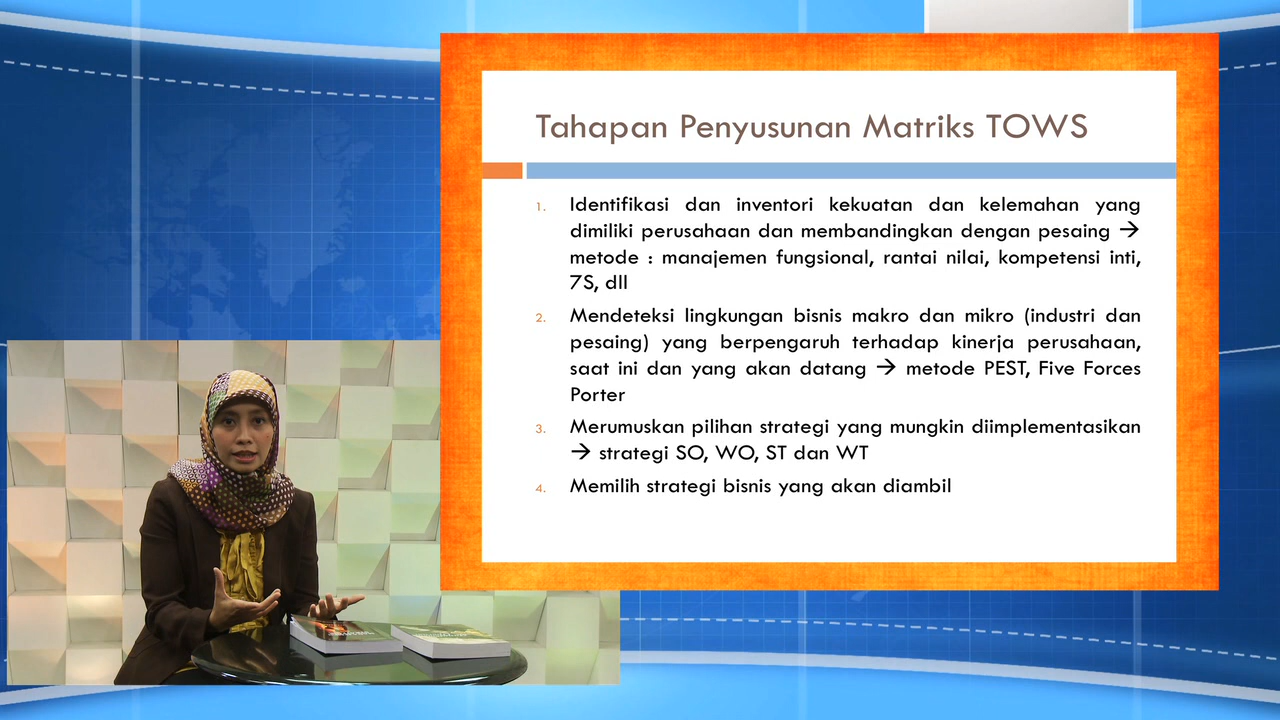 Tahapan Penyusunan Matriks TOWS
1. Identifikasi dan inventori kekuatan dan kelemahan yang
dimiliki perusahaan dan membandingkan dengan pesaing →
metode : manajemen fungsional, rantai nilai, kompetensi inti,
7S, dll
2. Mendeteksi lingkungan bisnis makro dan mikro (industri dan
pesaing) yang berpengaruh terhadap kinerja perusahaan,
saat ini dan yang akan datang → metode PEST, Five Forces
Porter
3. Merumuskan pilihan strategi yang mungkin diimplementasikan
→ strategi SO, WO, ST dan WT
4. Memilih strategi bisnis yang akan diambil